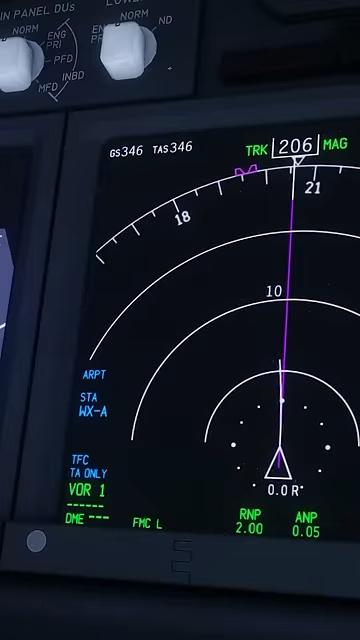 IN PANEL DUs
NORM
ENG
PRI
PFD
INBD
MFD
NORM
ND
GS346 TAS346
TRK 206 MAG
18
21
10
ARPT
STA
WX-A
TFC
TA ONLY
VOR 1
------
DME ---
FMC L
0.0 R
RNP
2.00
ANP
0.05